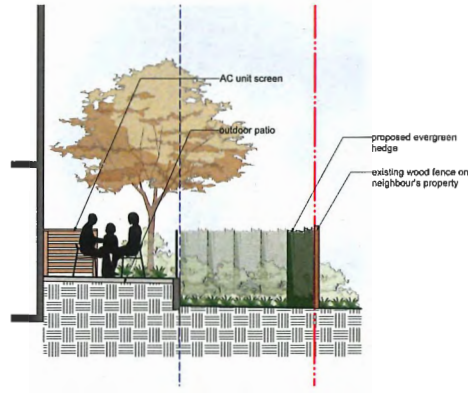 AC unit screen
outdoor patio
proposed evergreen
hedge
existing wood fence on
neighbour's property